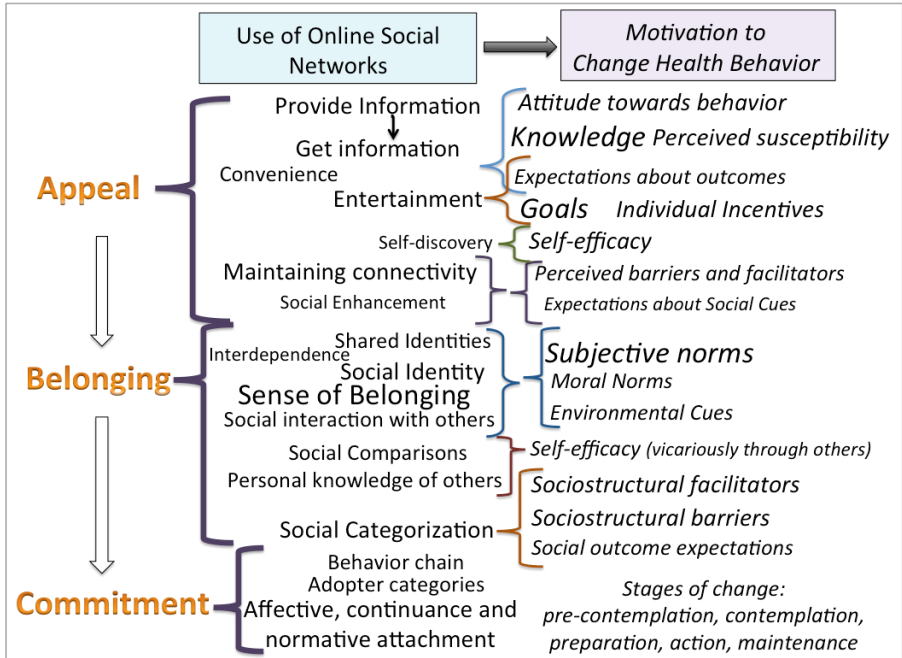 Use of Online Social
Networks
Motivation to
Change Health Behavior
Appeal
Provide Information
Get information
Convenience
Entertainment
Self-discovery
Maintaining connectivity
Social Enhancement
Attitude towards behavior
Knowledge Perceived susceptibility
Expectations about outcomes
Goals Individual Incentives
Self-efficacy
Perceived barriers and facilitators
Expectations about Social Cues
Belonging
Shared Identities
Interdependence
Social Identity
Sense of Belonging
Social interaction with others
Social Comparisons
Personal knowledge of others
Social Categorization
Subjective norms
Moral Norms
Environmental Cues
Self-efficacy (vicariously through others)
Sociostructural facilitators
Sociostructural barriers
Social outcome expectations
Commitment
Behavior chain
Adopter categories
Affective, continuance and
normative attachment
Stages of change:
pre-contemplation, contemplation,
preparation, action, maintenance